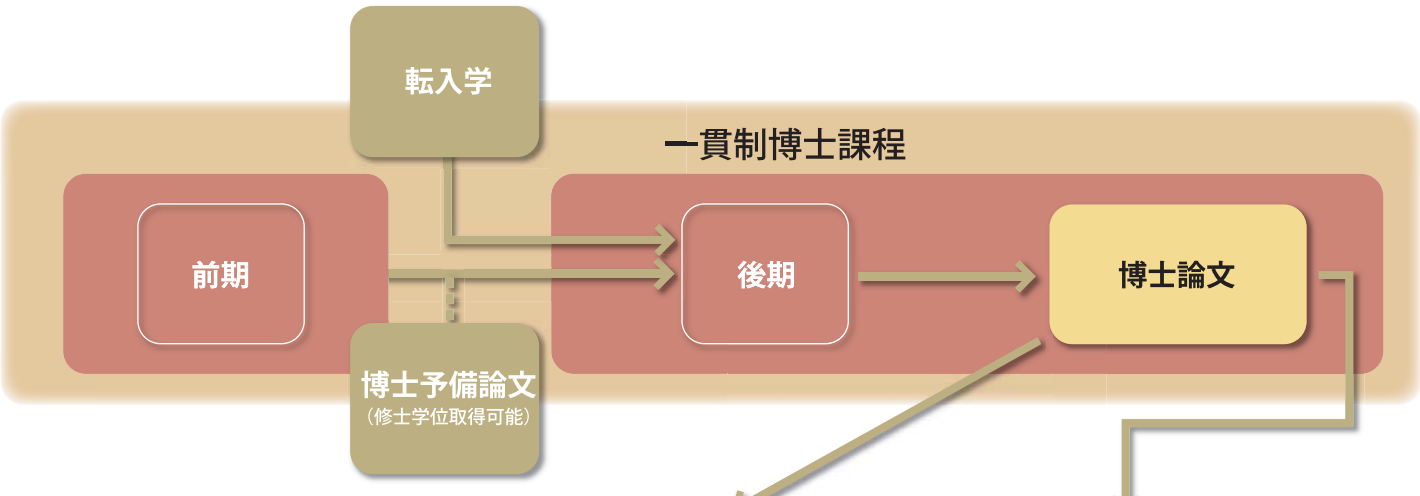 転入学
一貫制博士課程
前期
後期
博士論文
博士予備論文
（修士学位取得可能）